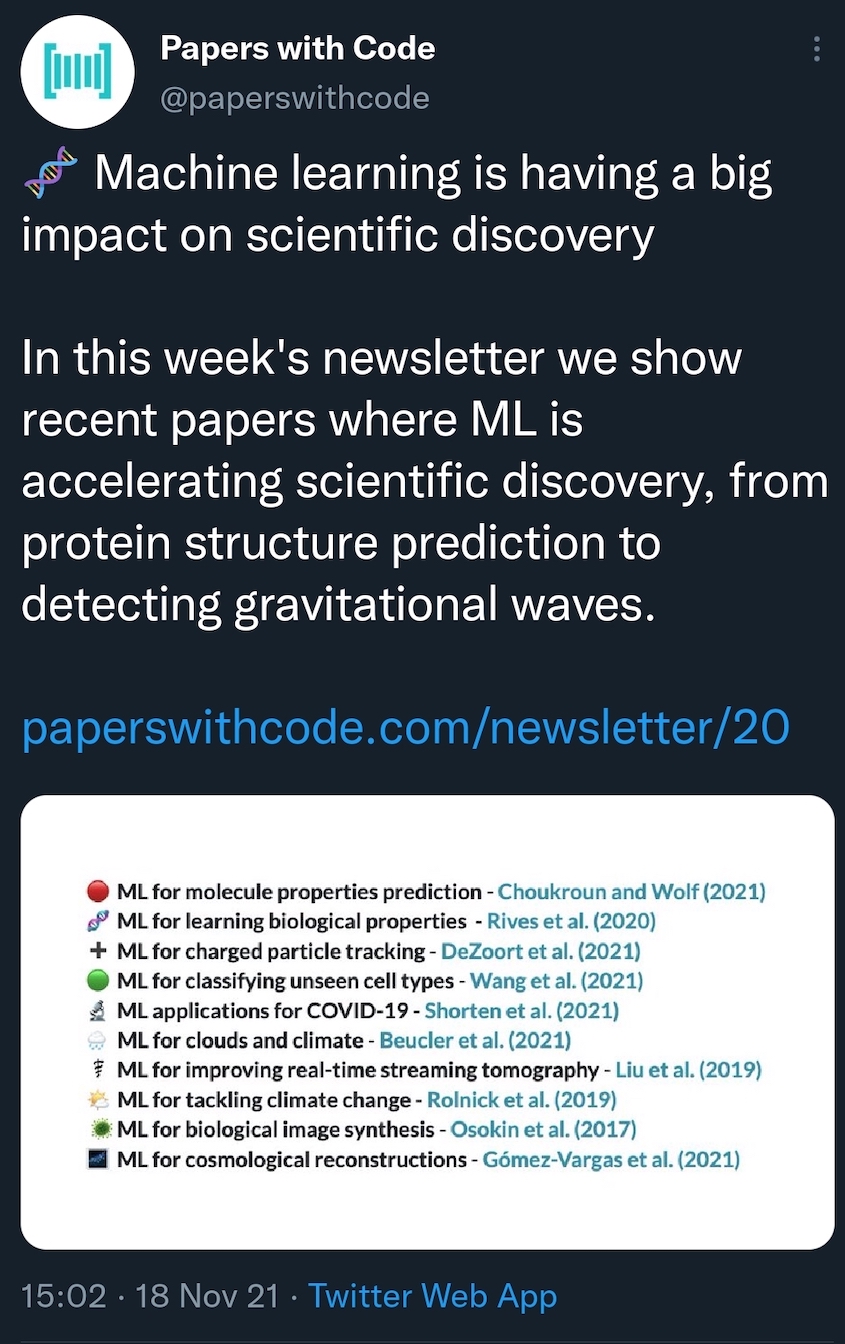 Papers with Code
@paperswithcode
🧬 Machine learning is having a big
impact on scientific discovery
In this week's newsletter we show
recent papers where ML is
accelerating scientific discovery, from
protein structure prediction to
detecting gravitational waves.
paperswithcode.com/newsletter/20
🔴 ML for molecule properties prediction - Choukroun and Wolf (2021)
🧬 ML for learning biological properties - Rives et al. (2020)
➕ ML for charged particle tracking - DeZoort et al. (2021)
🟢 ML for classifying unseen cell types - Wang et al. (2021)
🔬 ML applications for COVID-19 - Shorten et al. (2021)
🌧 ML for clouds and climate - Beucler et al. (2021)
⚕ ML for improving real-time streaming tomography - Liu et al. (2019)
🌤 ML for tackling climate change - Rolnick et al. (2019)
🦠 ML for biological image synthesis - Osokin et al. (2017)
🌌 ML for cosmological reconstructions - Gómez-Vargas et al. (2021)
15:02 · 18 Nov 21 · Twitter Web App